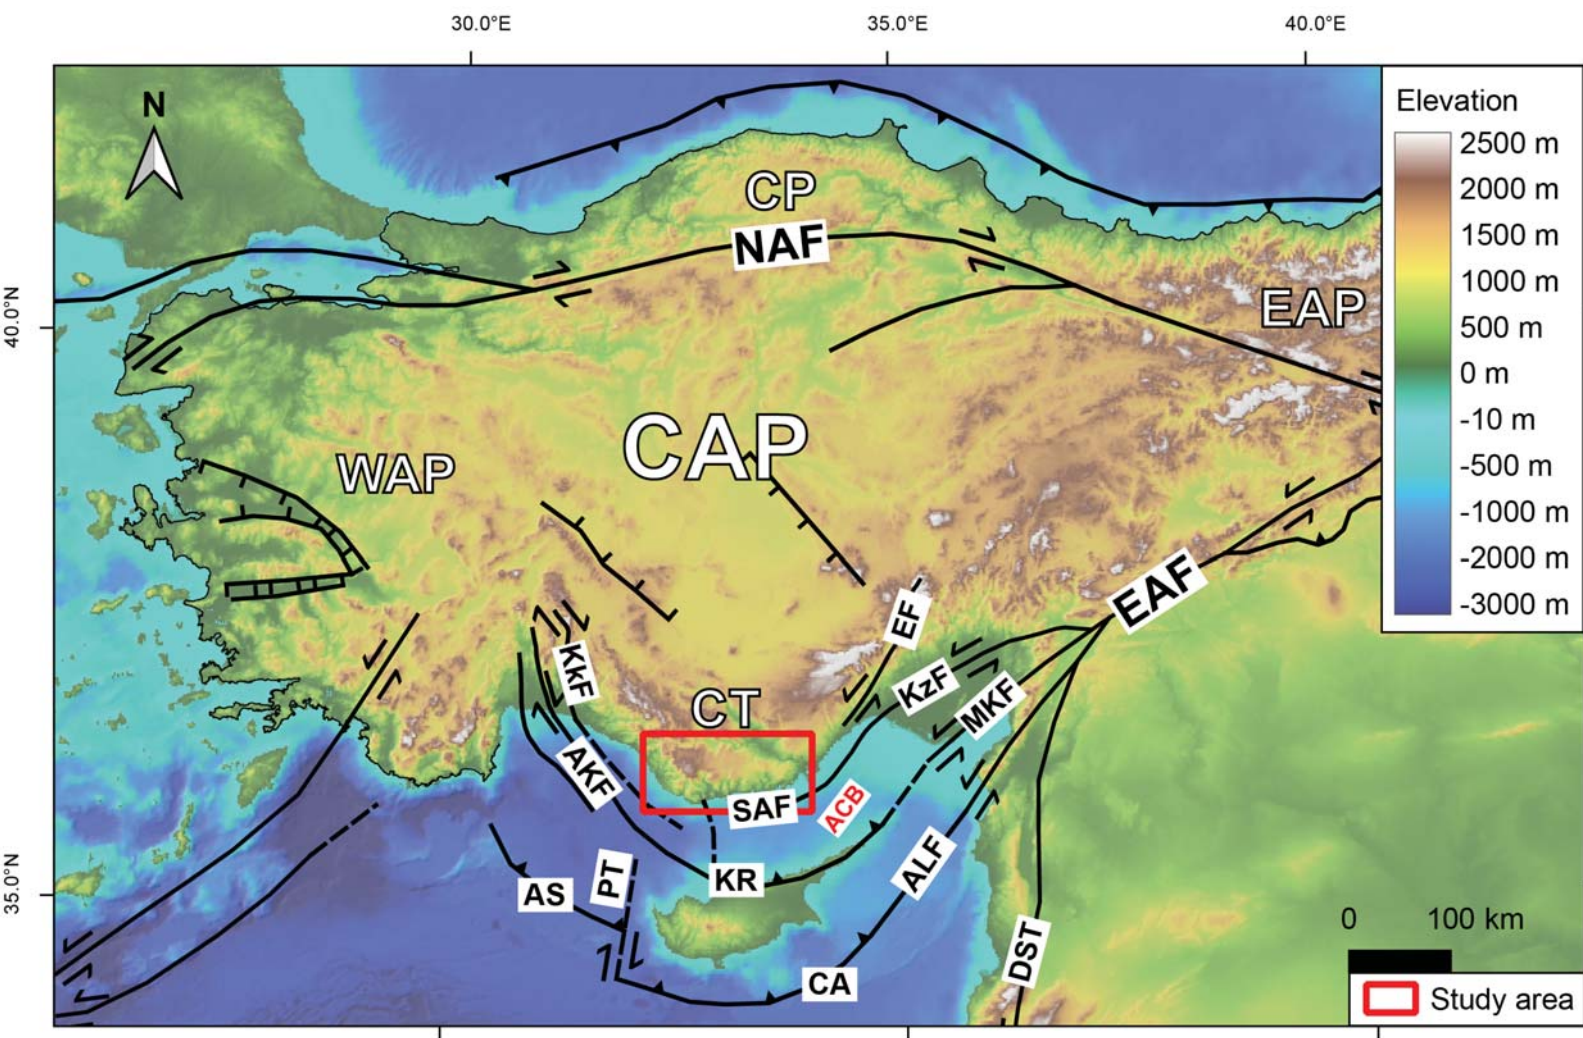 30.0°E
35.0°E
40.0°E
N
Elevation
2500 m
2000 m
1500 m
1000 m
500 m
0 m
-10 m
-500 m
-1000 m
-2000 m
-3000 m
CP
NAF
EAP
40.0°N
CAP
WAP
EAF
EF
KkF
KzF
CT
MKF
AKF
SAF
ACB
ALF
PT
KR
AS
35.0°N
CA
DST
0
100 km
Study area